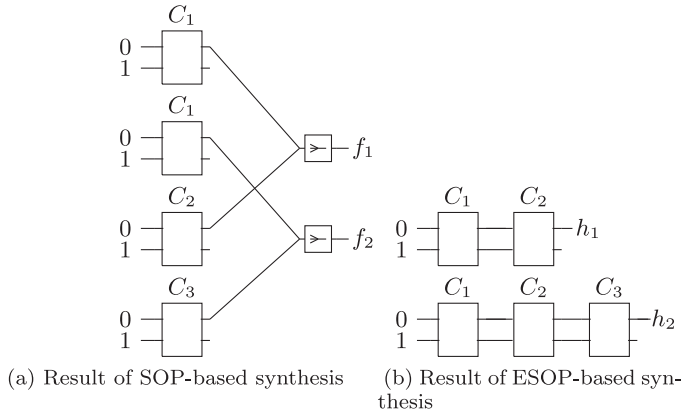 C1
0
1
C1
0
1
f1
C2
0
1
f2
C3
0
1
(a) Result of SOP-based synthesis
C1 C2
0 h1
1
C1 C2 C3
0 h2
1
(b) Result of ESOP-based syn-
thesis